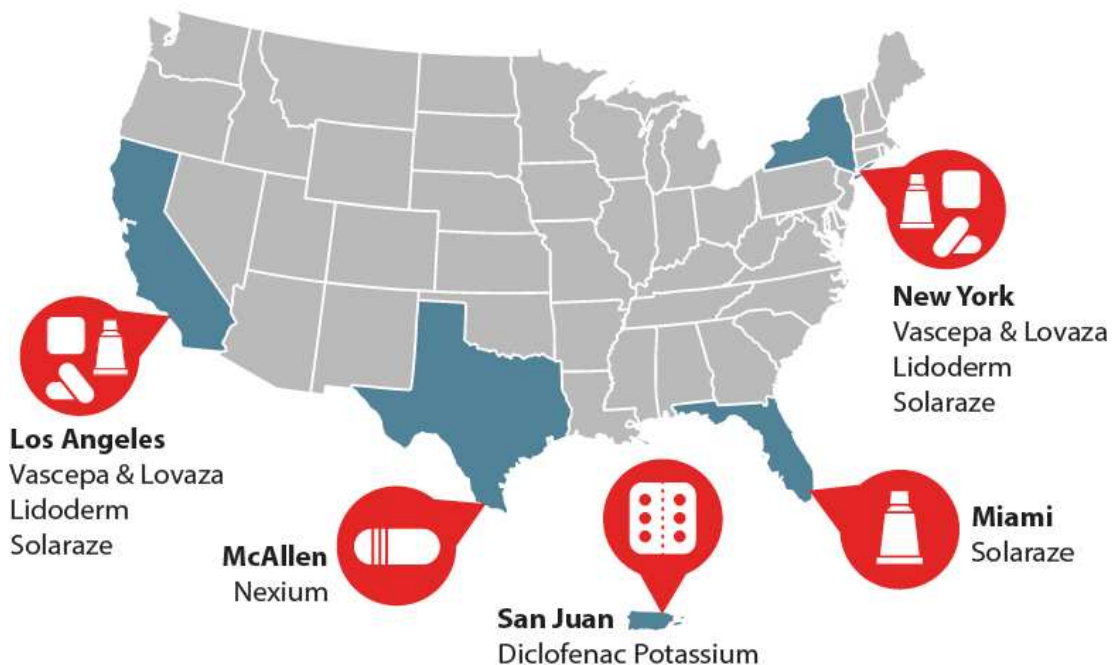 New York
Vascepa & Lovaza
Lidoderm
Solaraze
Los Angeles
Vascepa & Lovaza
Lidoderm
Solaraze
McAllen
Nexium
San Juan
Diclofenac Potassium
Miami
Solaraze